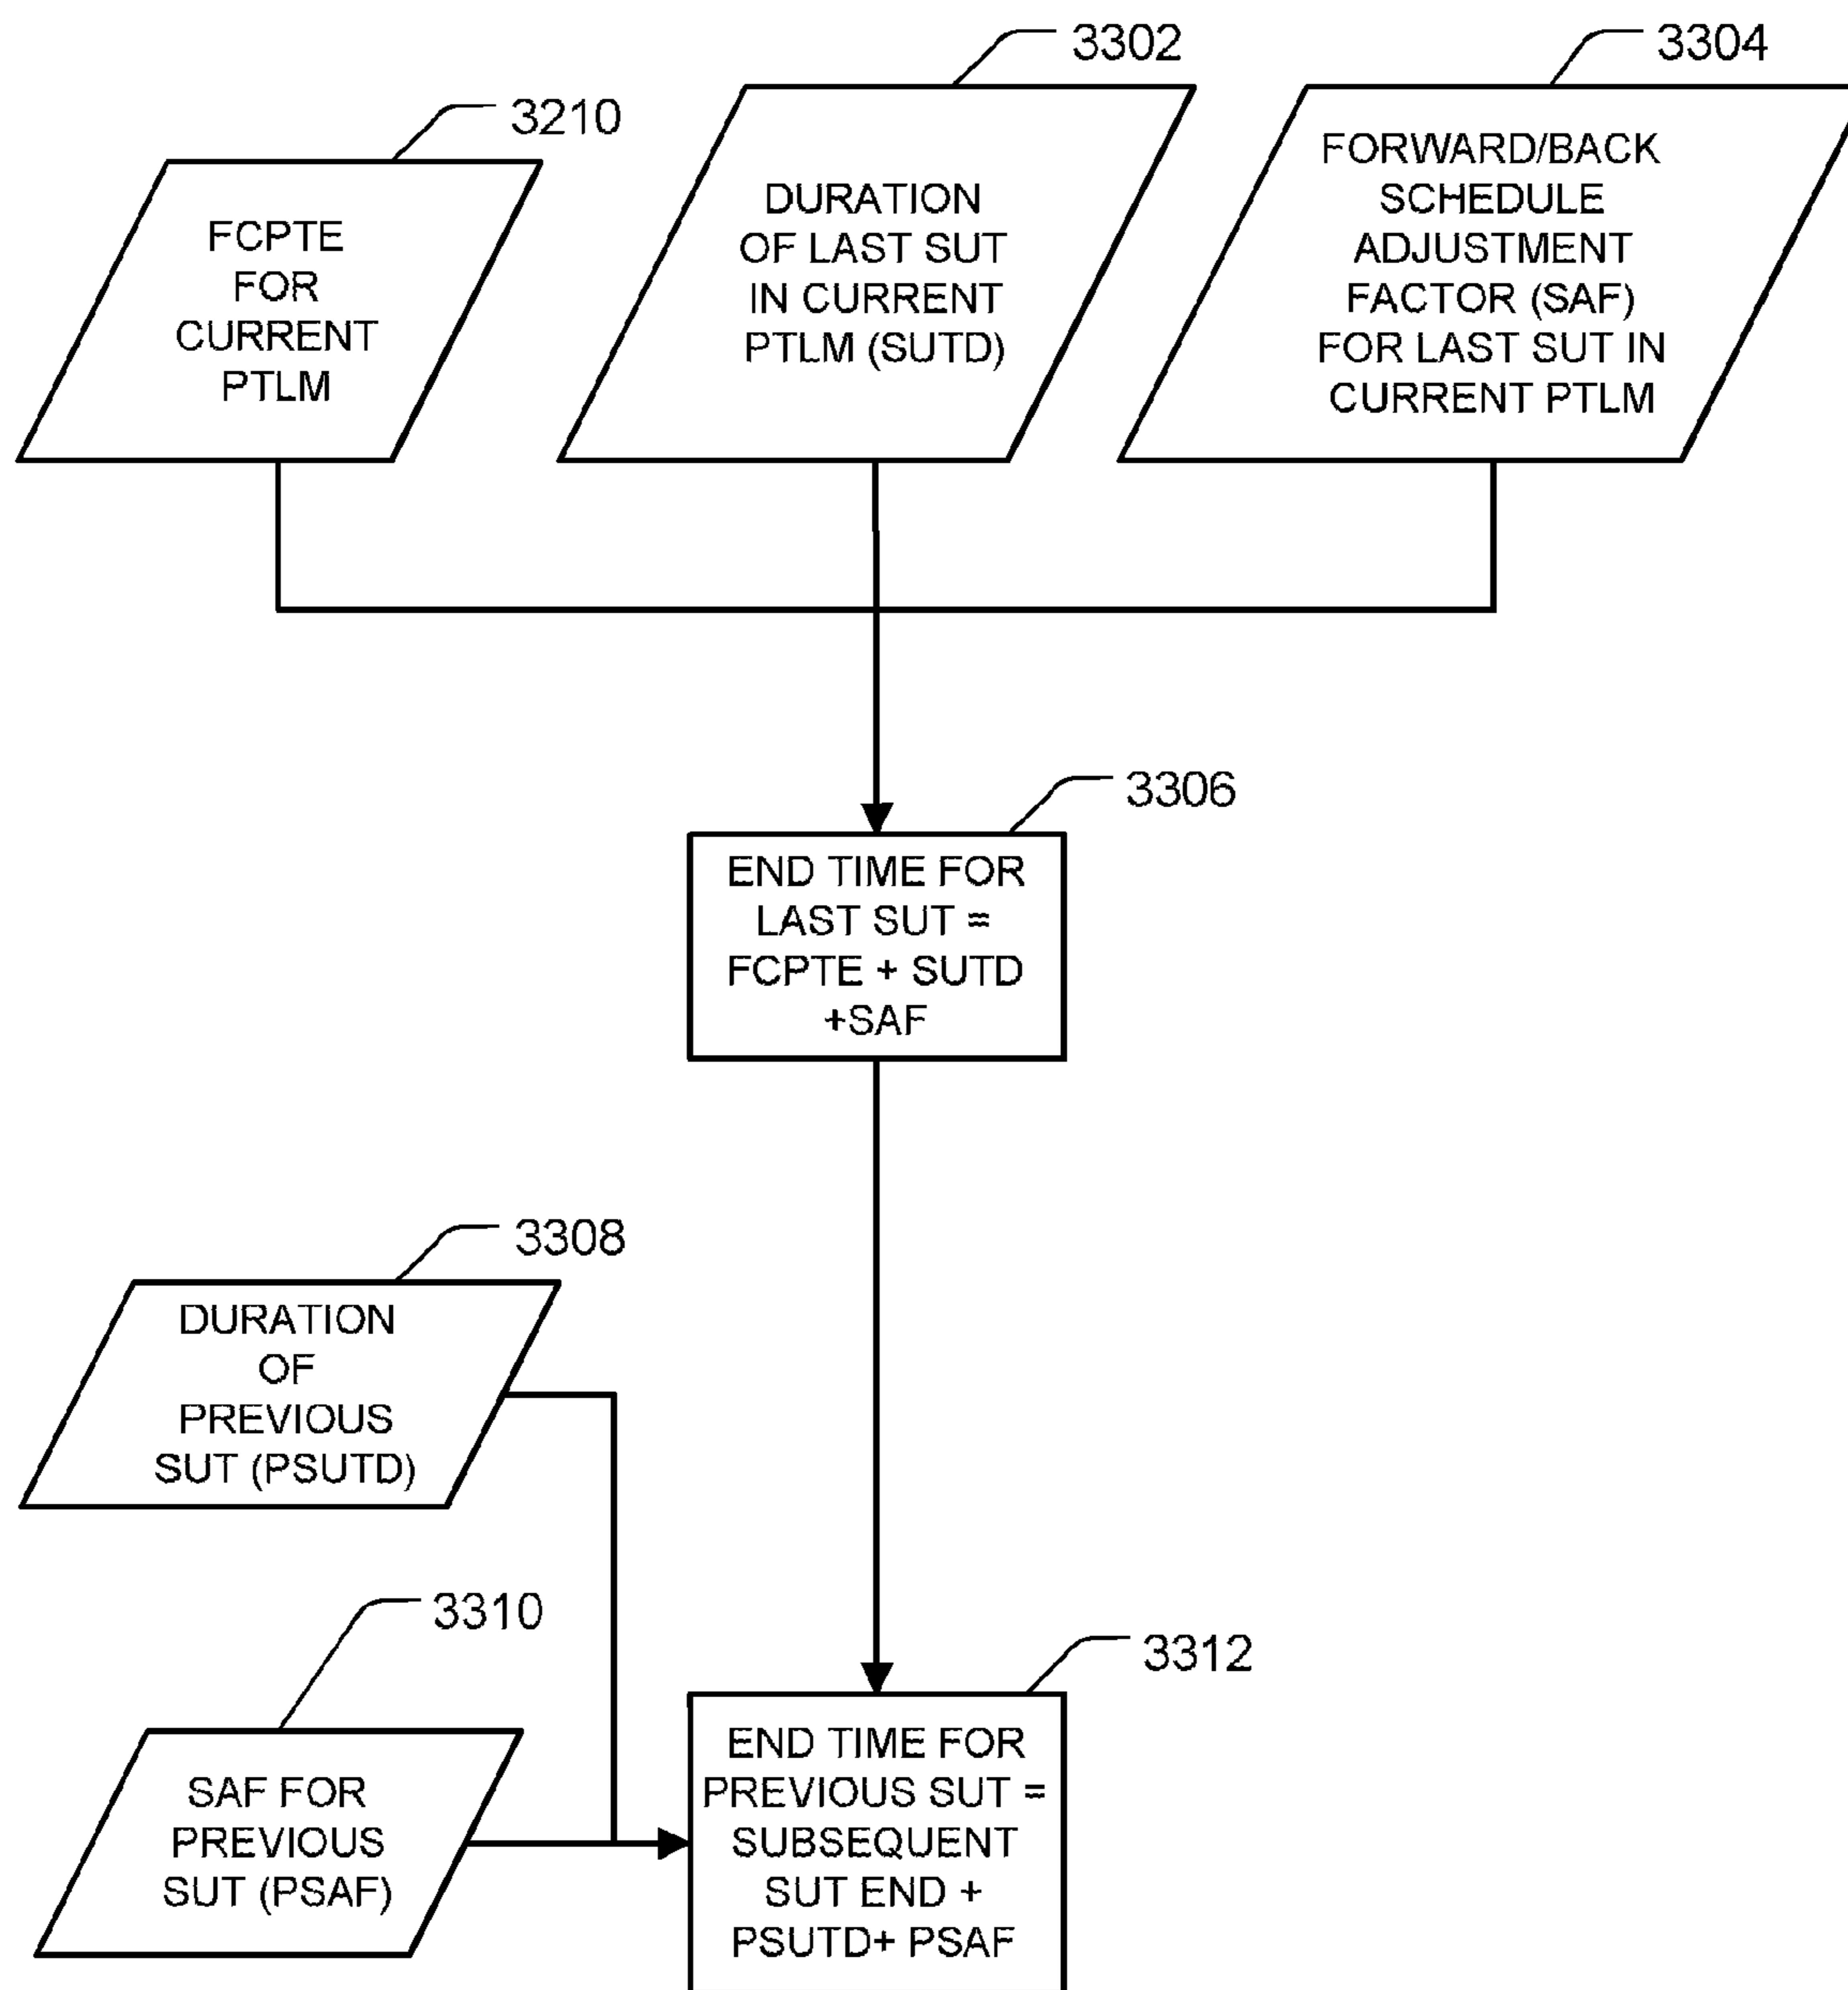 3302
3304
3210
FCPTE
FOR
CURRENT
PTLM
DURATION
OF LAST SUT
IN CURRENT
PTLM (SUTD)
FORWARD/BACK
SCHEDULE
ADJUSTMENT
FACTOR (SAF)
FOR LAST SUT IN
CURRENT PTLM
3306
END TIME FOR
LAST SUT =
FCPTE + SUTD
+SAF
3308
DURATION
OF
PREVIOUS
SUT (PSUTD)
3310
SAF FOR
PREVIOUS
SUT (PSAF)
3312
END TIME FOR
PREVIOUS SUT =
SUBSEQUENT
SUT END +
PSUTD+ PSAF